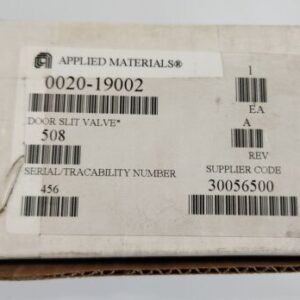 APPLIED MATERIALS®
0020-19002
1
EA
DOOR SLIT VALVE*
508
A
REV
SERIAL/TRACABILITY NUMBER
456
SUPPLIER CODE
30056500